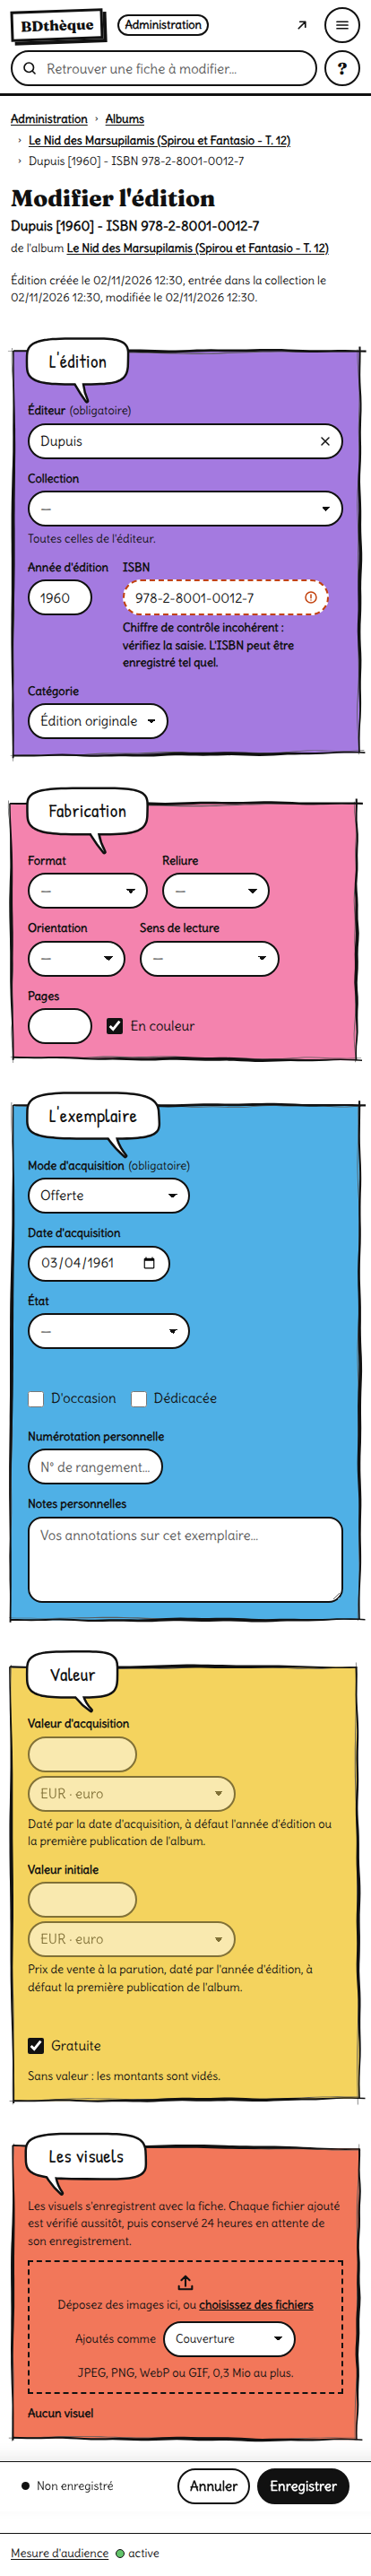 BDthèque
Administration
Retrouver une fiche à modifier...
?
Administration › Albums
› Le Nid des Marsupilamis (Spirou et Fantasio - T. 12)
› Dupuis [1960] - ISBN 978-2-8001-0012-7
Modifier l'édition
Dupuis [1960] - ISBN 978-2-8001-0012-7
de l'album Le Nid des Marsupilamis (Spirou et Fantasio - T. 12)
Édition créée le 02/11/2026 12:30, entrée dans la collection le
02/11/2026 12:30, modifiée le 02/11/2026 12:30.
L'édition
Éditeur (obligatoire)
Dupuis
Collection
—
Toutes celles de l'éditeur.
Année d'édition ISBN
1960 978-2-8001-0012-7
Chiffre de contrôle incohérent :
vérifiez la saisie. L'ISBN peut être
enregistré tel quel.
Catégorie
Édition originale
Fabrication
Format Reliure
— —
Orientation Sens de lecture
— —
Pages
En couleur
L'exemplaire
Mode d'acquisition (obligatoire)
Offerte
Date d'acquisition
03/04/1961
État
—
D'occasion Dédicacée
Numérotation personnelle
N° de rangement...
Notes personnelles
Vos annotations sur cet exemplaire...
Valeur
Valeur d'acquisition
EUR · euro
Daté par la date d'acquisition, à défaut l'année d'édition ou
la première publication de l'album.
Valeur initiale
EUR · euro
Prix de vente à la parution, daté par l'année d'édition, à
défaut la première publication de l'album.
Gratuite
Sans valeur : les montants sont vidés.
Les visuels
Les visuels s'enregistrent avec la fiche. Chaque fichier ajouté
est vérifié aussitôt, puis conservé 24 heures en attente de
son enregistrement.
Déposez des images ici, ou choisissez des fichiers
Ajoutés comme Couverture
JPEG, PNG, WebP ou GIF, 0,3 Mio au plus.
Aucun visuel
Non enregistré Annuler Enregistrer
Mesure d'audience active